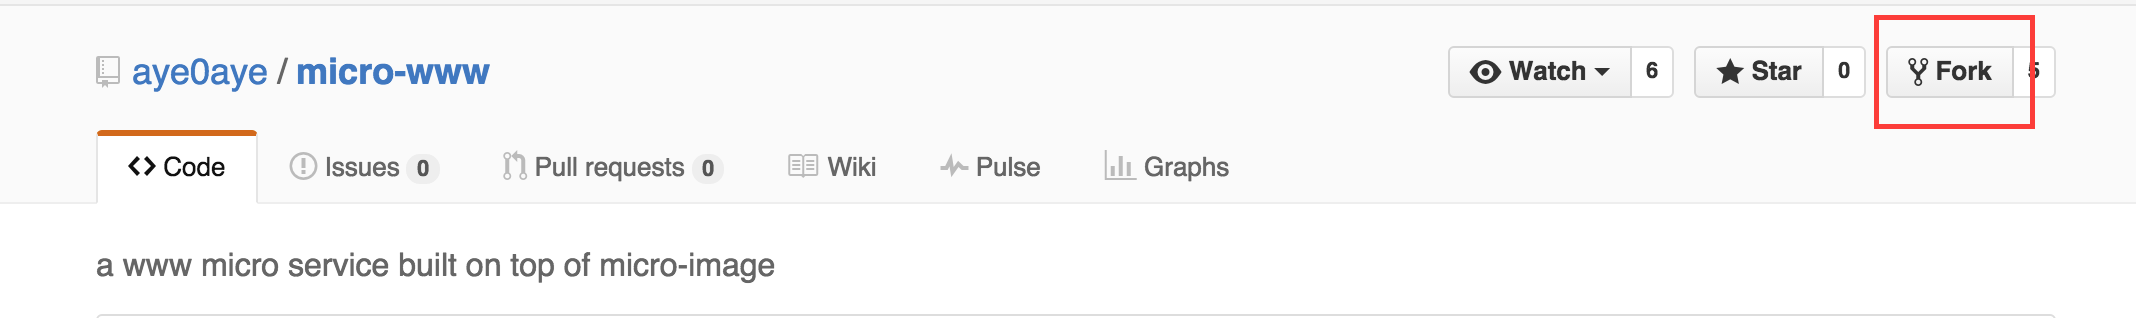 aye0aye / micro-www Watch 6 Star 0 Fork 5
Code Issues 0 Pull requests 0 Wiki Pulse Graphs
a www micro service built on top of micro-image